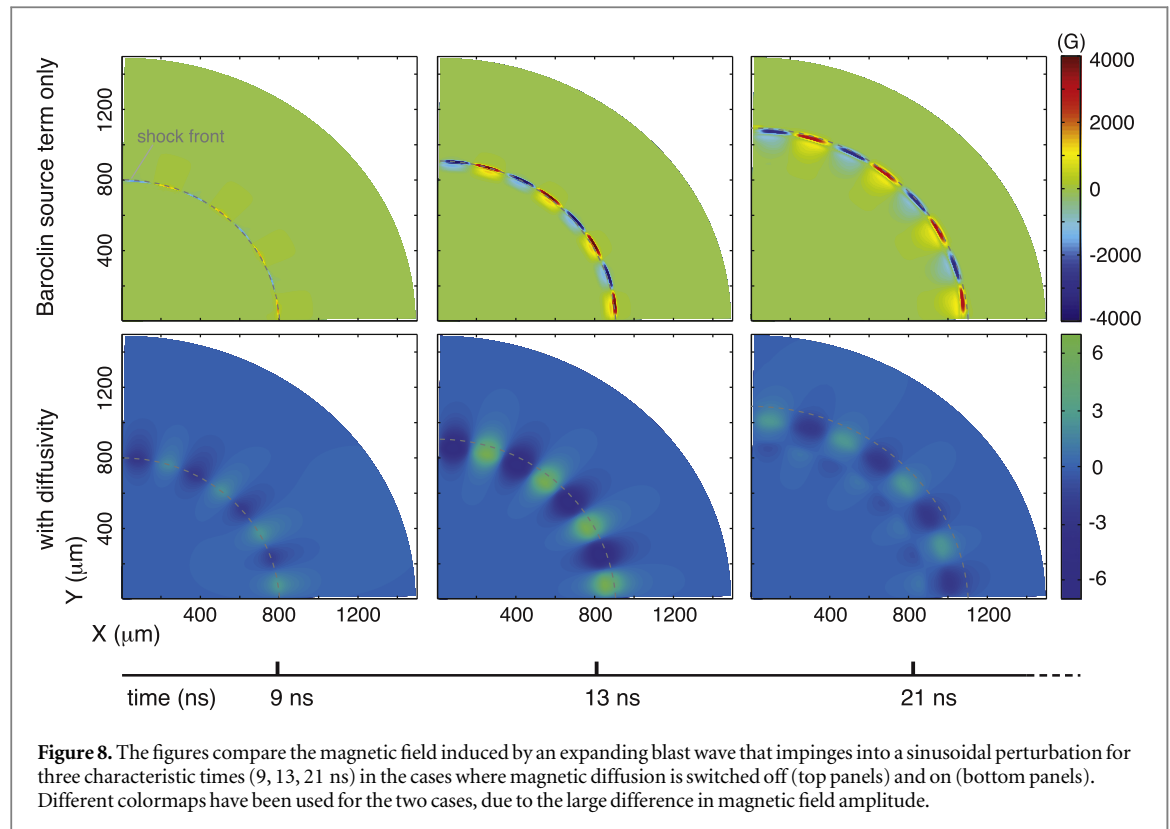 (G)
Baroclin source term only
1200
800
400
shock front
4000
2000
0
-2000
-4000
with diffusivity
Y (μm)
1200
800
400
6
3
0
-3
-6
400 800 1200 400 800 1200 400 800 1200
X (μm)
time (ns) 9 ns 13 ns 21 ns
Figure 8. The figures compare the magnetic field induced by an expanding blast wave that impinges into a sinusoidal perturbation for
three characteristic times (9, 13, 21 ns) in the cases where magnetic diffusion is switched off (top panels) and on (bottom panels).
Different colormaps have been used for the two cases, due to the large difference in magnetic field amplitude.